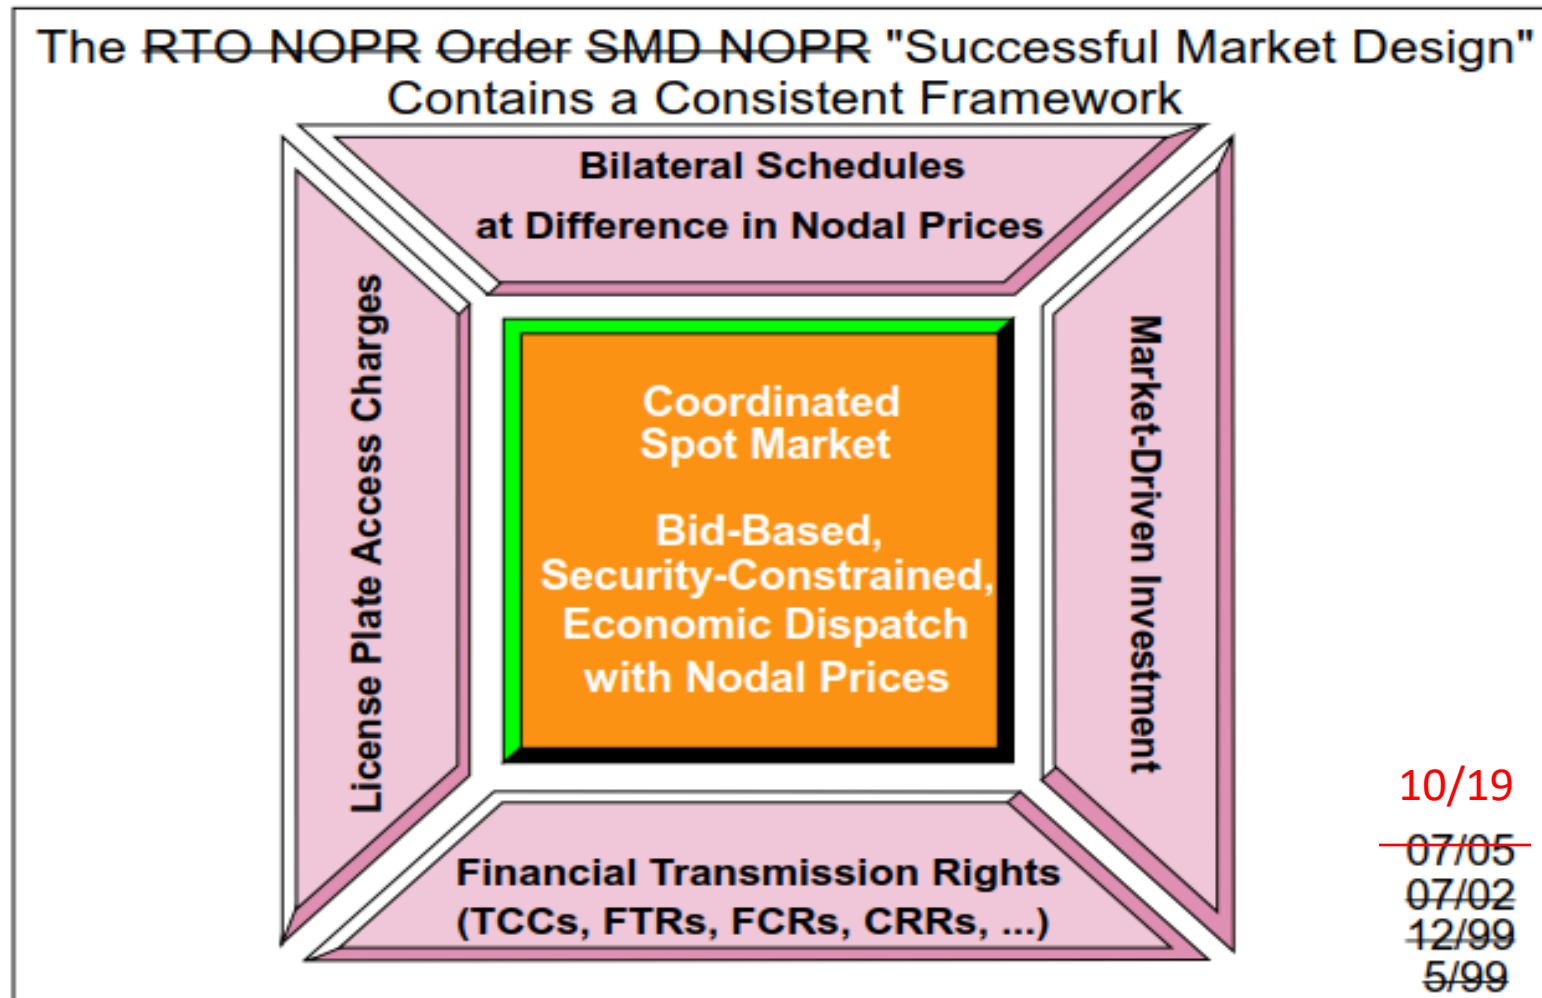 The RTO NOPR Order SMD NOPR "Successful Market Design"
Contains a Consistent Framework
Bilateral Schedules
at Difference in Nodal Prices
License Plate Access Charges
Coordinated
Spot Market
Bid-Based,
Security-Constrained,
Economic Dispatch
with Nodal Prices
Market-Driven Investment
Financial Transmission Rights
(TCCs, FTRs, FCRs, CRRs, ...)
10/19
07/05
07/02
12/99
5/99